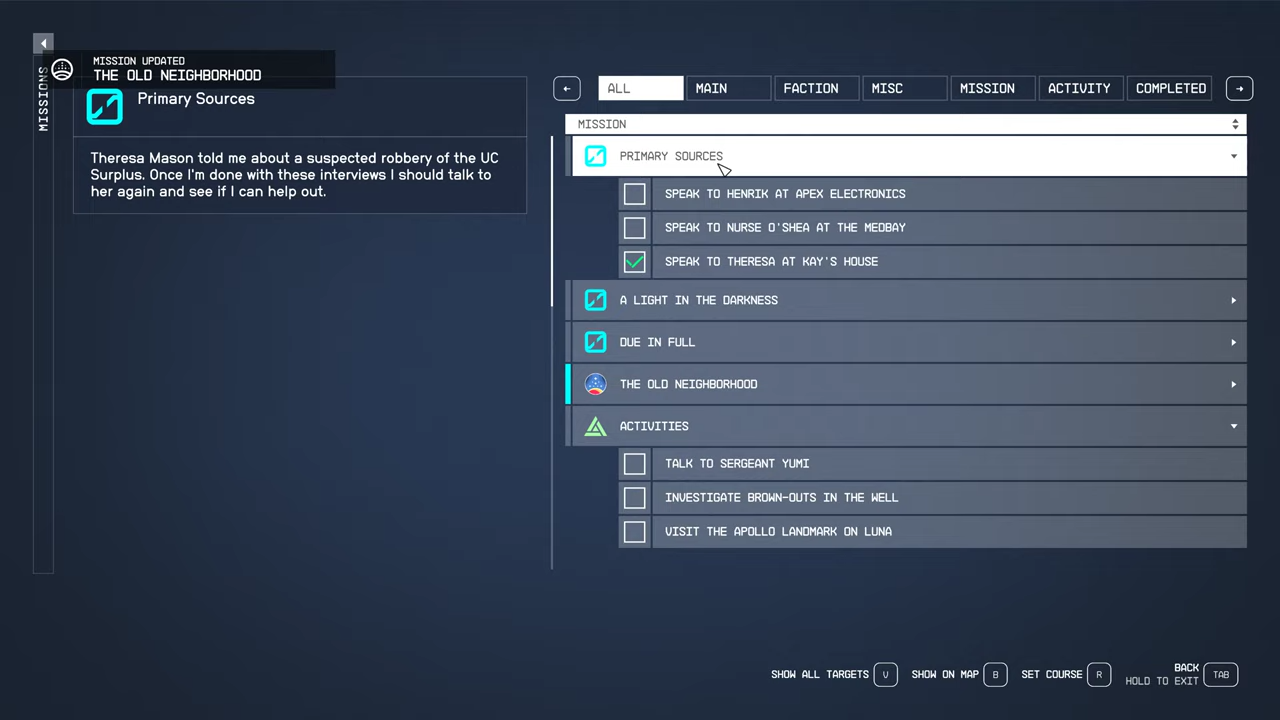 MISSION UPDATED
THE OLD NEIGHBORHOOD
MISSIONS
Primary Sources
Theresa Mason told me about a suspected robbery of the UC
Surplus. Once I'm done with these interviews I should talk to
her again and see if I can help out.
ALL
MAIN
FACTION
MISC
MISSION
ACTIVITY
COMPLETED
MISSION
PRIMARY SOURCES
SPEAK TO HENRIK AT APEX ELECTRONICS
SPEAK TO NURSE O'SHEA AT THE MEDBAY
SPEAK TO THERESA AT KAY'S HOUSE
A LIGHT IN THE DARKNESS
DUE IN FULL
THE OLD NEIGHBORHOOD
ACTIVITIES
TALK TO SERGEANT YUMI
INVESTIGATE BROWN-OUTS IN THE WELL
VISIT THE APOLLO LANDMARK ON LUNA
SHOW ALL TARGETS V
SHOW ON MAP B
SET COURSE R
BACK
HOLD TO EXIT
TAB